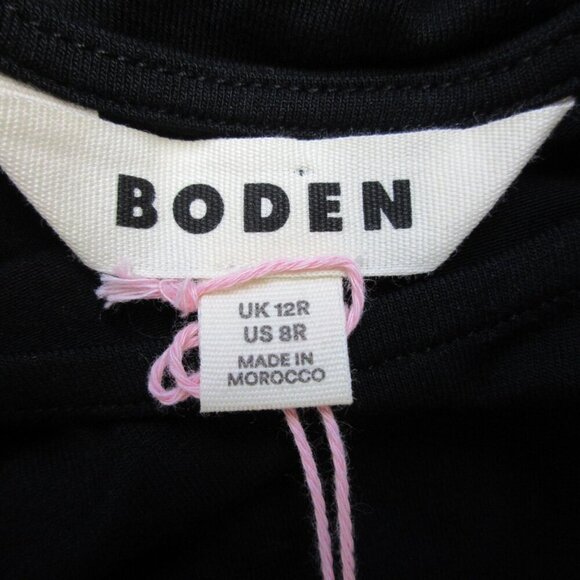 BODEN
UK 12R
US 8R
MADE IN
MOROCCO